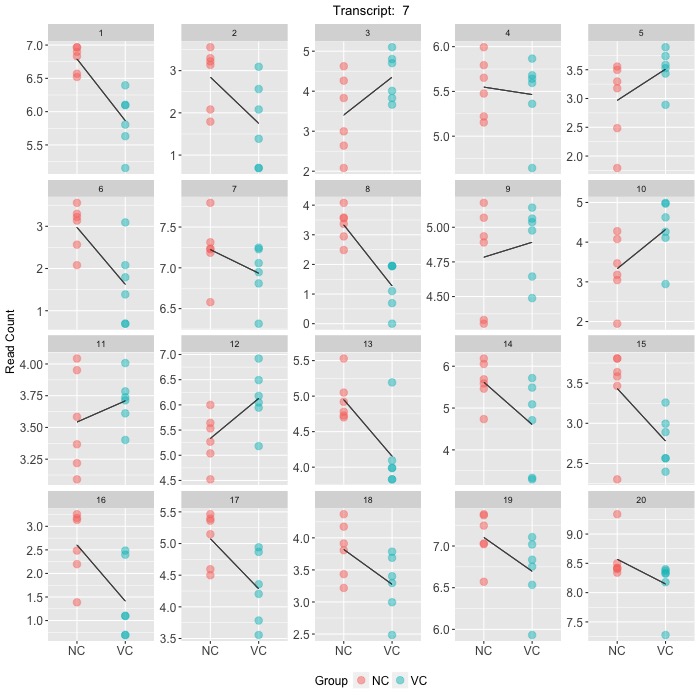 Transcript: 7
1 2 3 4 5
7.0 6.5 6.0 5.5
3 2 1
5 4 3 2
6.0 5.5 5.0
3.5 3.0 2.5 2.0
6 7 8 9 10
3 2 1
7.5 7.0 6.5
4 3 2 1 0
5.00 4.75 4.50
5 4 3 2
Read Count
11 12 13 14 15
4.00 3.75 3.50 3.25
7.0 6.5 6.0 5.5 5.0 4.5
5.5 5.0 4.5 4.0
6 5 4
3.5 3.0 2.5
16 17 18 19 20
3.0 2.5 2.0 1.5 1.0
5.5 5.0 4.5 4.0 3.5
4.0 3.5 3.0 2.5
7.0 6.5 6.0
9.0 8.5 8.0 7.5
NC VC NC VC NC VC NC VC NC VC
Group NC VC